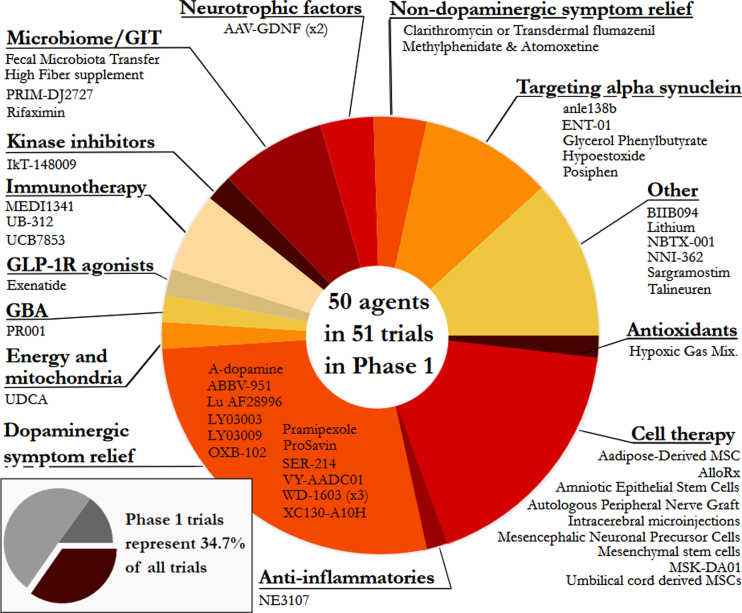 Neurotrophic factors
AAV-GDNF (x2)
Non-dopaminergic symptom relief
Clarithromycin or Transdermal flumazenil
Methylphenidate & Atomoxetine
Microbiome/GIT
Fecal Microbiota Transfer
High Fiber supplement
PRIM-DJ2727
Rifaximin
Targeting alpha synuclein
anle138b
ENT-01
Glycerol Phenylbutyrate
Hypoestoxide
Posiphen
Kinase inhibitors
IkT-148009
Immunotherapy
MEDI1341
UB-312
UCB7853
Other
BIIB094
Lithium
NBTX-001
NNI-362
Sargramostim
Talineuren
GLP-1R agonists
Exenatide
GBA
PR001
50 agents
in 51 trials
in Phase 1
Antioxidants
Hypoxic Gas Mix.
Energy and
mitochondria
UDCA
Dopaminergic
symptom relief
A-dopamine
ABBV-951
Lu AF28996
LY03003
LY03009
OXB-102
Pramipexole
ProSavin
SER-214
VY-AADC01
WD-1603 (x3)
XC130-A10H
Cell therapy
Aadipose-Derived MSC
AlloRx
Amniotic Epithelial Stem Cells
Autologous Peripheral Nerve Graft
Intracerebral microinjections
Mesencephalic Neuronal Precursor Cells
Mesenchymal stem cells
MSK-DA01
Umbilical cord derived MSCs
Anti-inflammatories
NE3107
Phase 1 trials
represent 34.7%
of all trials